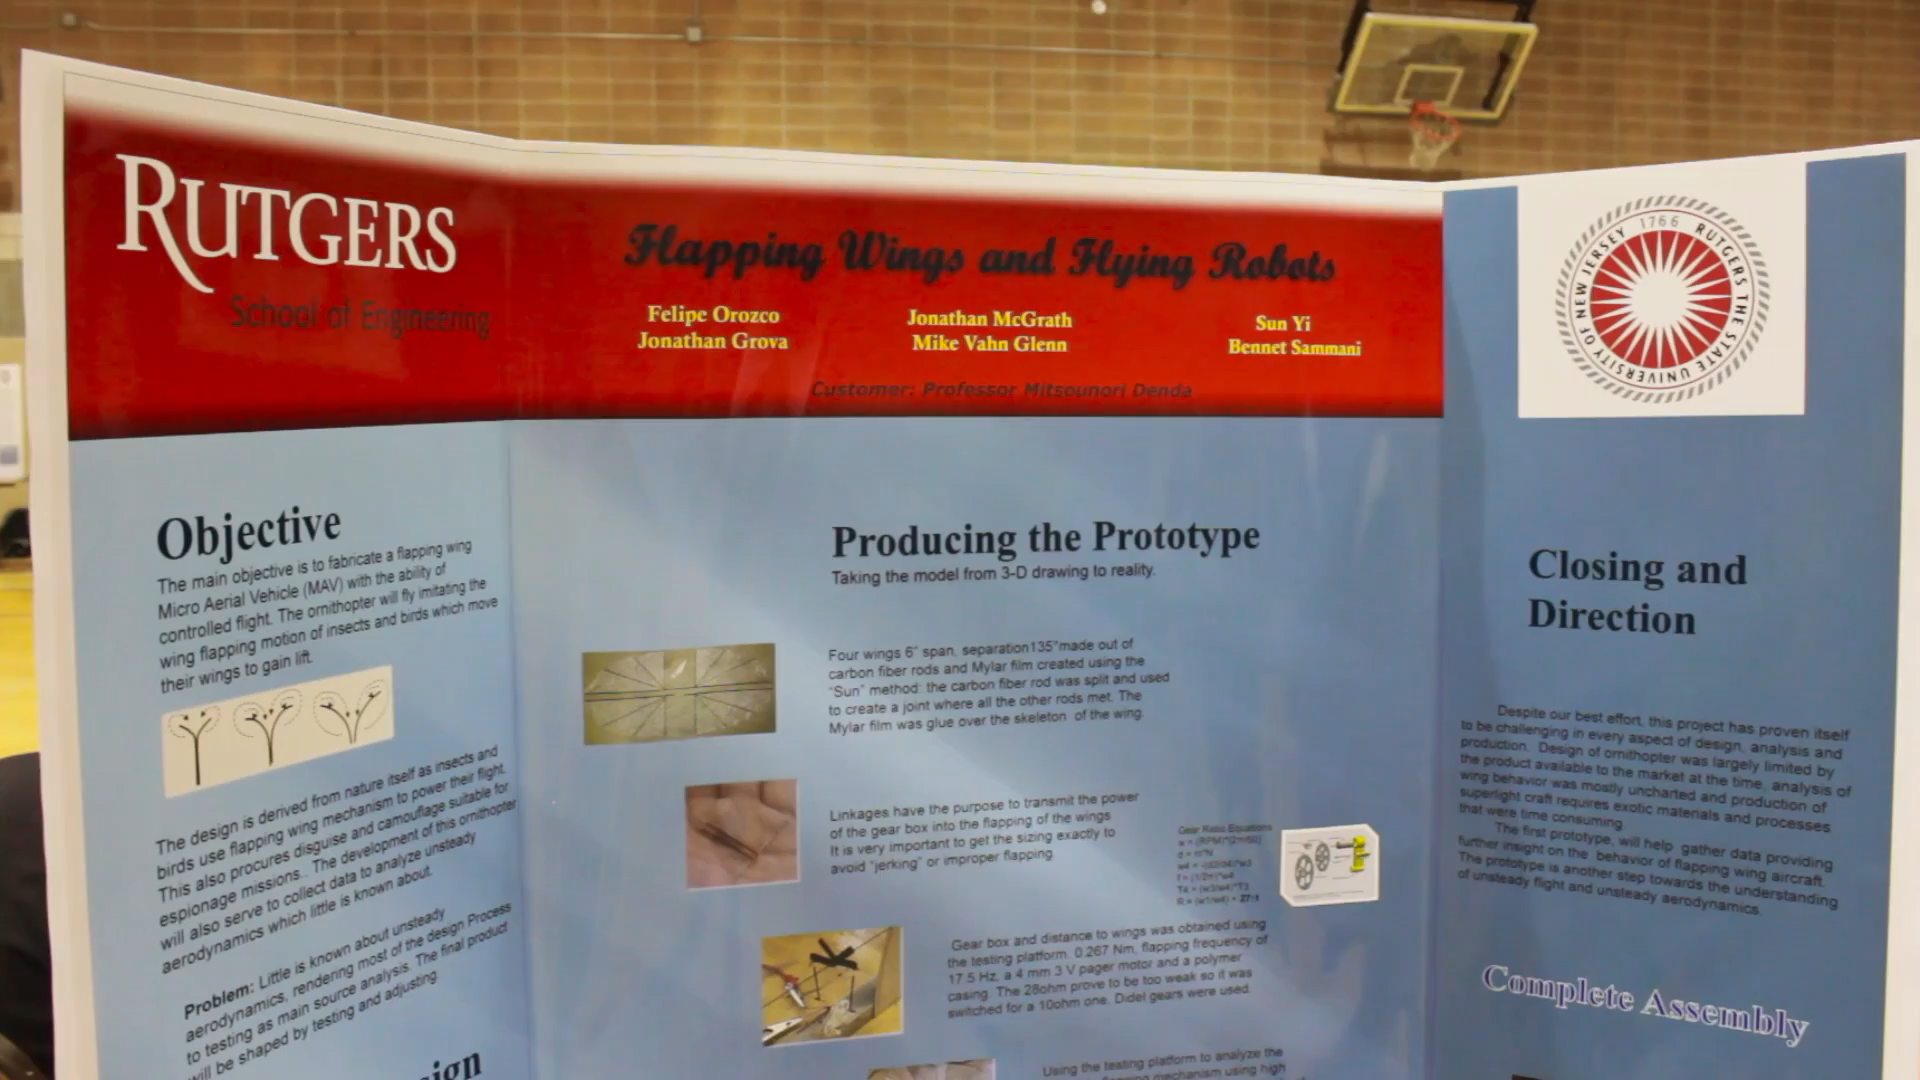 RUTGERS
School of Engineering
Flapping Wings and Flying Robots
Felipe Orozco
Jonathan Grova
Jonathan McGrath
Mike Vahn Glenn
Sun Yi
Bennet Sammani
Customer: Professor Mitsounori Denda
1766 RUTGERS THE STATE UNIVERSITY OF NEW JERSEY
Objective
The main objective is to fabricate a flapping wing
Micro Aerial Vehicle (MAV) with the ability of
controlled flight. The ornithopter will fly imitating the
wing flapping motion of insects and birds which move
their wings to gain lift.
The design is derived from nature itself as insects and
birds use flapping wing mechanism to power their flight.
This also procures disguise and camouflage suitable for
espionage missions.. The development of this ornithopter
will also serve to collect data to analyze unsteady
aerodynamics which little is known about.
Problem: Little is known about unsteady
aerodynamics, rendering most of the design Process
to testing as main source analysis. The final product
will be shaped by testing and adjusting
sign
Producing the Prototype
Taking the model from 3-D drawing to reality.
Four wings 6" span, separation135°made out of
carbon fiber rods and Mylar film created using the
"Sun" method: the carbon fiber rod was split and used
to create a joint where all the other rods met. The
Mylar film was glue over the skeleton of the wing.
Linkages have the purpose to transmit the power
of the gear box into the flapping of the wings
It is very important to get the sizing exactly to
avoid "jerking" or improper flapping
Gear Ratio Equations
Gear box and distance to wings was obtained using
the testing platform. 0.267 Nm, flapping frequency of
17.5 Hz, a 4 mm 3 V pager motor and a polymer
casing. The 28ohm prove to be too weak so it was
switched for a 10ohm one. Didel gears were used.
Using the testing platform to analyze the
mechanism using high
Closing and
Direction
Despite our best effort, this project has proven itself
to be challenging in every aspect of design, analysis and
production. Design of ornithopter was largely limited by
the product available to the market at the time, analysis of
wing behavior was mostly uncharted and production of
superlight craft requires exotic materials and processes
that were time consuming
The first prototype, will help gather data providing
further insight on the behavior of flapping wing aircraft.
The prototype is another step towards the understanding
of unsteady flight and unsteady aerodynamics.
Complete Assembly